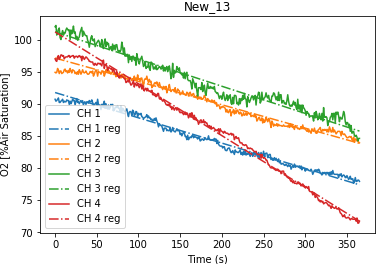 New_13
O2 [%Air Saturation]
100
95
90
85
80
75
70
CH 1
CH 1 reg
CH 2
CH 2 reg
CH 3
CH 3 reg
CH 4
CH 4 reg
0
50
100
150
200
250
300
350
Time (s)